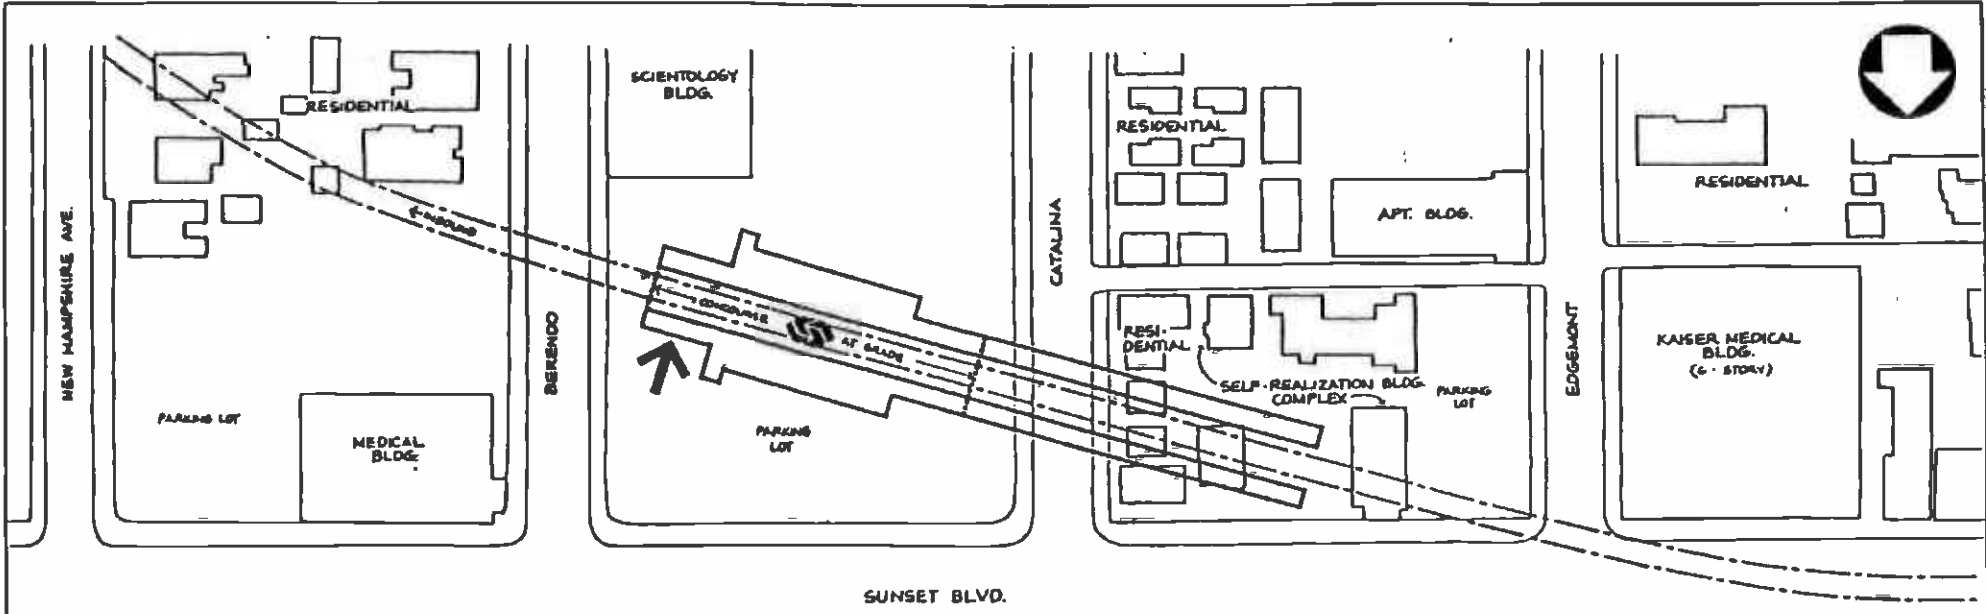 NEW HAMPSHIRE AVE.
RESIDENTIAL
← INBOUND
PARKING LOT
MEDICAL
BLDG.
BERENDO
SCIENTOLOGY
BLDG.
CONCOURSE
AT GRADE
PARKING
LOT
CATALINA
RESIDENTIAL
APT. BLDG.
RESI-
DENTIAL
SELF-REALIZATION BLDG.
COMPLEX
PARKING
LOT
EDGEMONT
RESIDENTIAL
KAISER MEDICAL
BLDG.
(6-STORY)
SUNSET BLVD.